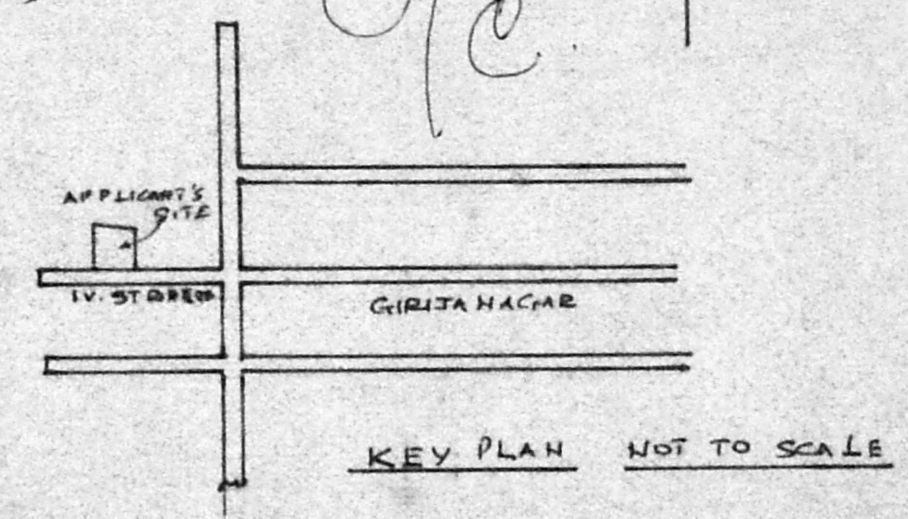 APPLICANT'S
SITE
IV. STREET
GIRIJA NAGAR
KEY PLAN NOT TO SCALE